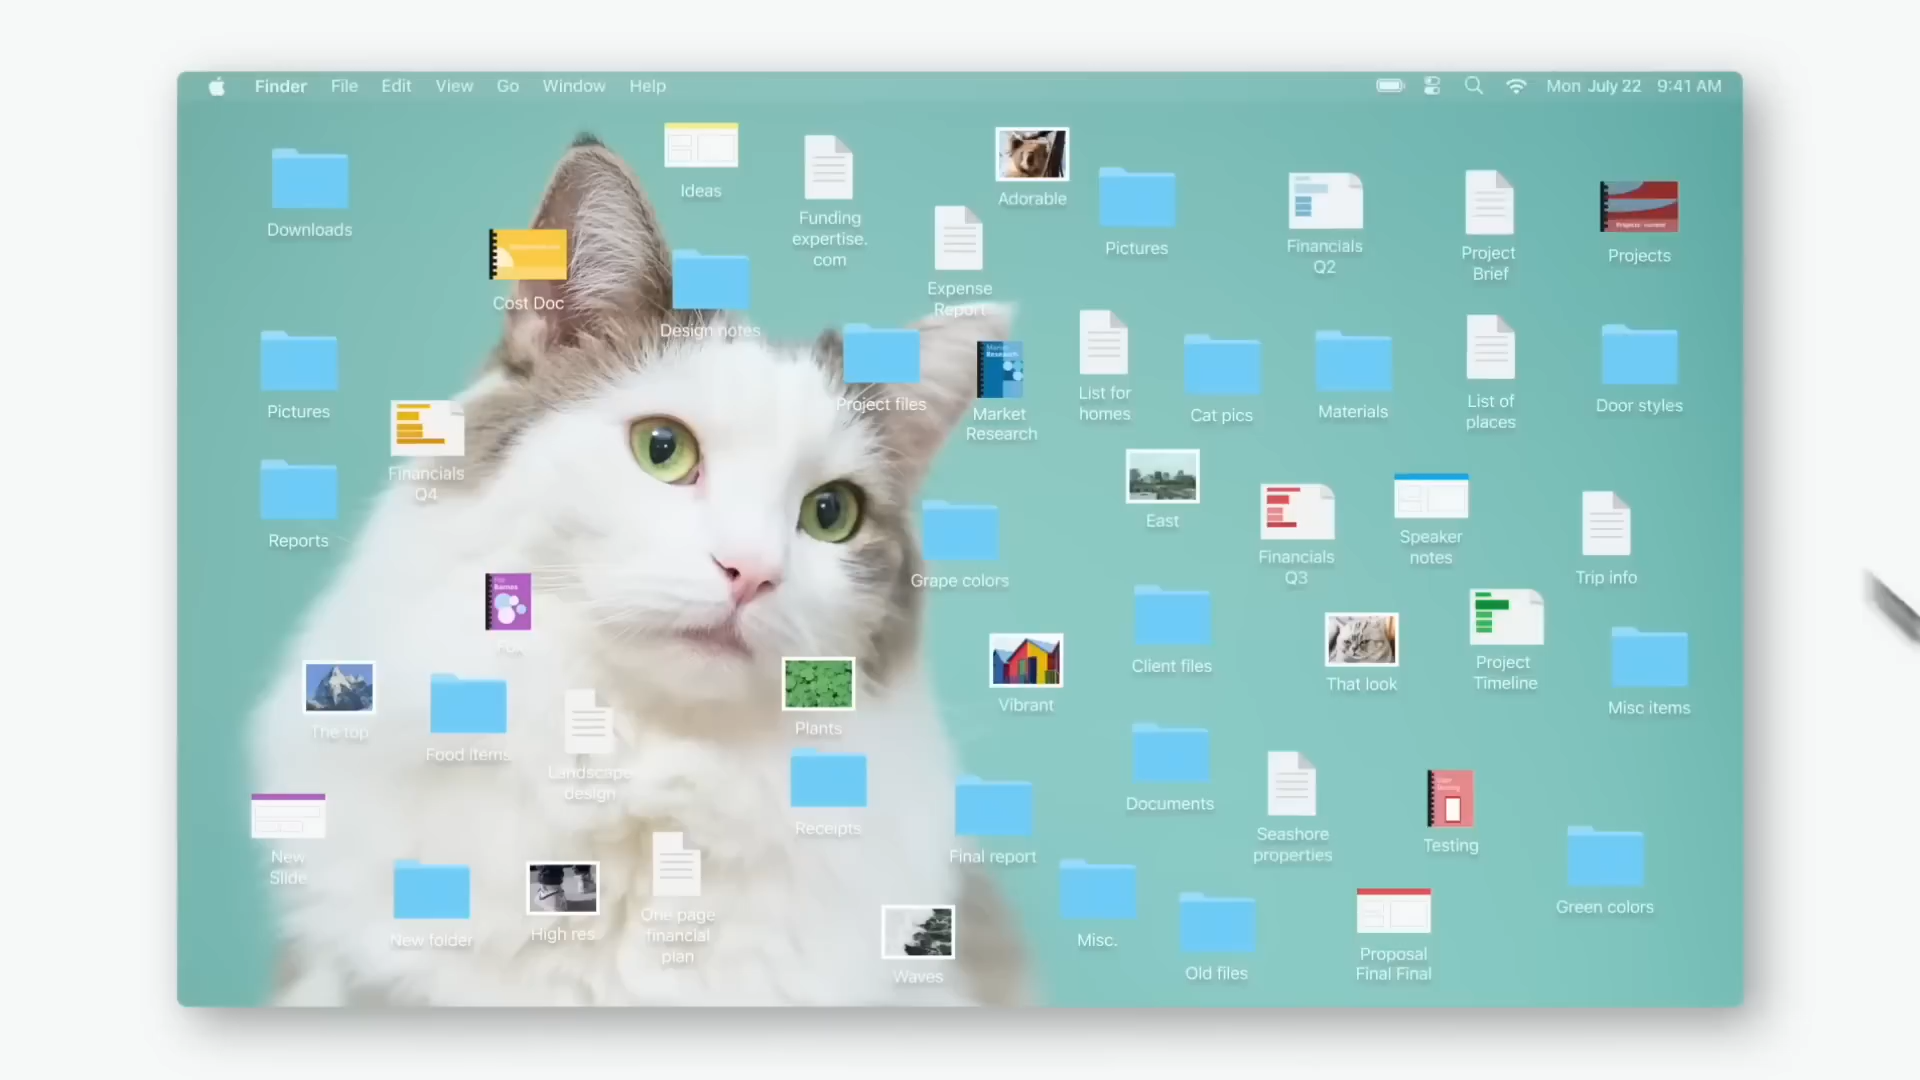 Finder File Edit View Go Window Help
Mon July 22 9:41 AM
Downloads
Ideas
Funding
expertise.
com
Adorable
Pictures
Financials
Q2
Project
Brief
Projects
Cost Doc
Design notes
Expense
Report
Pictures
Financials
Q4
Project files
Market
Research
Market
Research
List for
homes
Cat pics
Materials
List of
places
Door styles
Reports
Grape colors
East
Financials
Q3
Speaker
notes
Trip info
The top
Food items
Landscape
design
Plants
Vibrant
Client files
That look
Project
Timeline
Misc items
New
Slide
Receipts
Final report
Documents
Seashore
properties
Testing
New folder
High res
One page
financial
plan
Waves
Misc.
Old files
Proposal
Final Final
Green colors